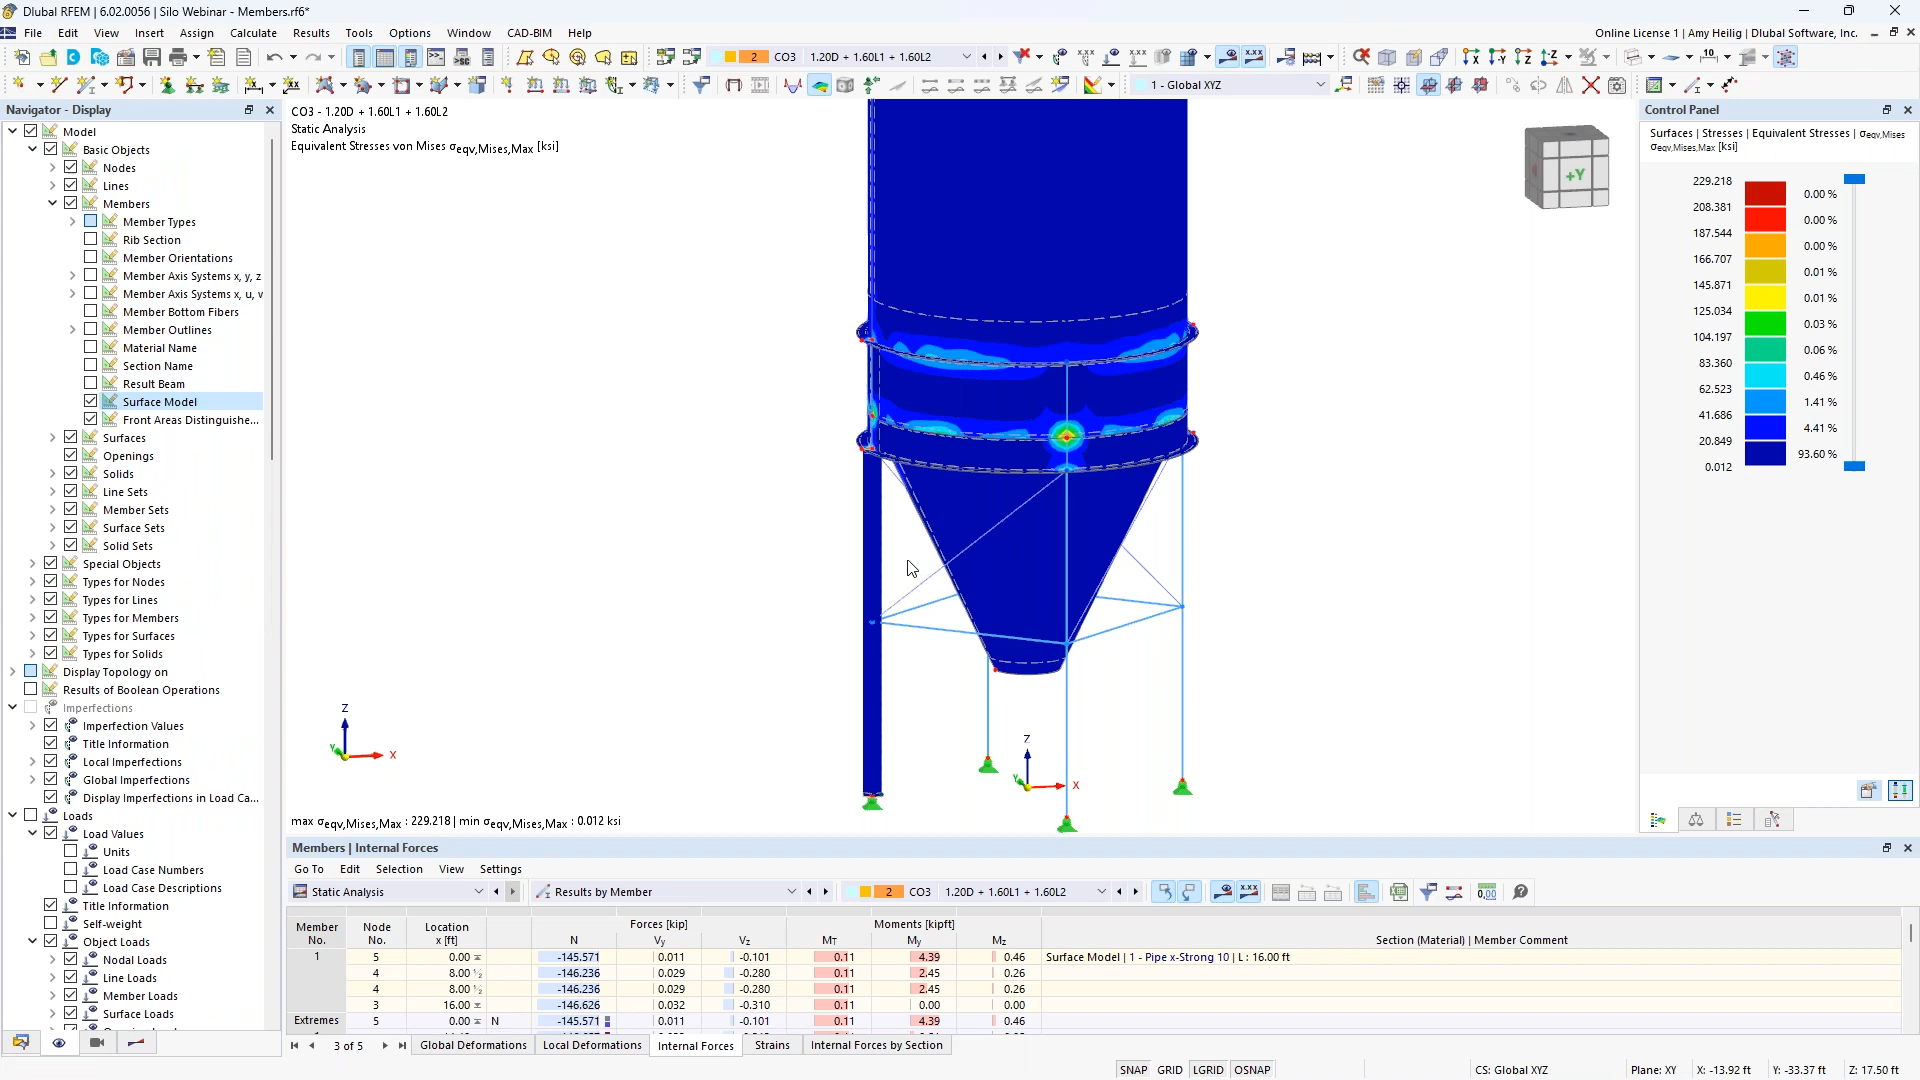 Dlubal RFEM | 6.02.0056 | Silo Webinar - Members.rf6*
File Edit View Insert Assign Calculate Results Tools Options Window CAD-BIM Help
Online License 1 | Amy Heilig | Dlubal Software, Inc.
2 CO3 1.20D + 1.60L1 + 1.60L2
1 - Global XYZ
Navigator - Display
Model
Basic Objects
Nodes
Lines
Members
Member Types
Rib Section
Member Orientations
Member Axis Systems x, y, z
Member Axis Systems x, u, v
Member Bottom Fibers
Member Outlines
Material Name
Section Name
Result Beam
Surface Model
Front Areas Distinguishe...
Surfaces
Openings
Solids
Line Sets
Member Sets
Surface Sets
Solid Sets
Special Objects
Types for Nodes
Types for Lines
Types for Members
Types for Surfaces
Types for Solids
Display Topology on
Results of Boolean Operations
Imperfections
Imperfection Values
Title Information
Local Imperfections
Global Imperfections
Display Imperfections in Load Ca...
Loads
Load Values
Units
Load Case Numbers
Load Case Descriptions
Title Information
Self-weight
Object Loads
Nodal Loads
Line Loads
Member Loads
Surface Loads
CO3 - 1.20D + 1.60L1 + 1.60L2
Static Analysis
Equivalent Stresses von Mises σeqv,Mises,Max [ksi]
+Y
Z
Y
X
Z
Y
X
max σeqv,Mises,Max : 229.218 | min σeqv,Mises,Max : 0.012 ksi
Control Panel
Surfaces | Stresses | Equivalent Stresses | σeqv,Mises
σeqv,Mises,Max [ksi]
229.218
0.00 %
208.381
0.00 %
187.544
0.00 %
166.707
0.01 %
145.871
0.01 %
125.034
0.03 %
104.197
0.06 %
83.360
0.46 %
62.523
1.41 %
41.686
4.41 %
20.849
93.60 %
0.012
Members | Internal Forces
Go To Edit Selection View Settings
Static Analysis Results by Member 2 CO3 1.20D + 1.60L1 + 1.60L2
Member No. Node No. Location x [ft] Forces [kip] N Vy Vz Moments [kipft] MT My Mz Section (Material) | Member Comment
1 5 0.00 -145.571 0.011 -0.101 0.11 4.39 0.46 Surface Model | 1 - Pipe x-Strong 10 | L : 16.00 ft
4 8.00 ½ -146.236 0.029 -0.280 0.11 2.45 0.26
4 8.00 ½ -146.236 0.029 -0.280 0.11 2.45 0.26
3 16.00 -146.626 0.032 -0.310 0.11 0.00 0.00
Extremes 5 0.00 N -145.571 0.011 -0.101 0.11 4.39 0.46
3 of 5 Global Deformations Local Deformations Internal Forces Strains Internal Forces by Section
SNAP GRID LGRID OSNAP CS: Global XYZ Plane: XY X: -13.92 ft Y: -33.37 ft Z: 17.50 ft